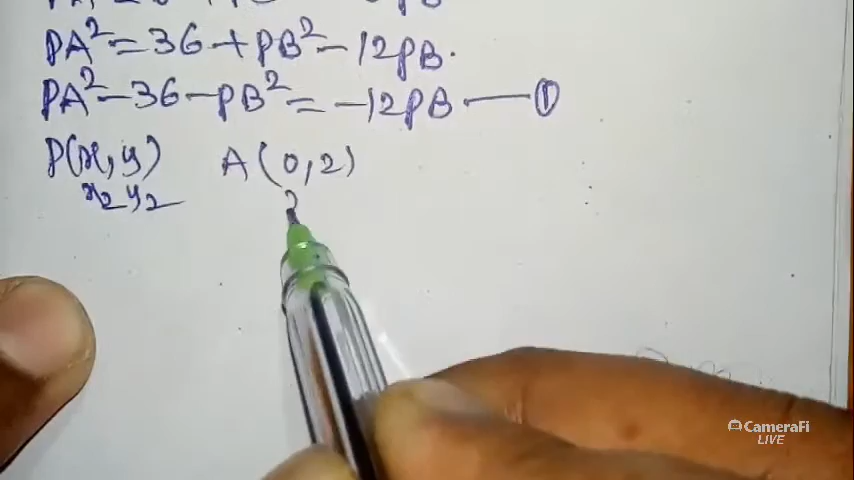 PA² = 36 + PB² - 12PB.
PA² - 36 - PB² = -12PB — ①
P(x, y) A(0, 2)
x₂ y₂
CameraFi
LIVE